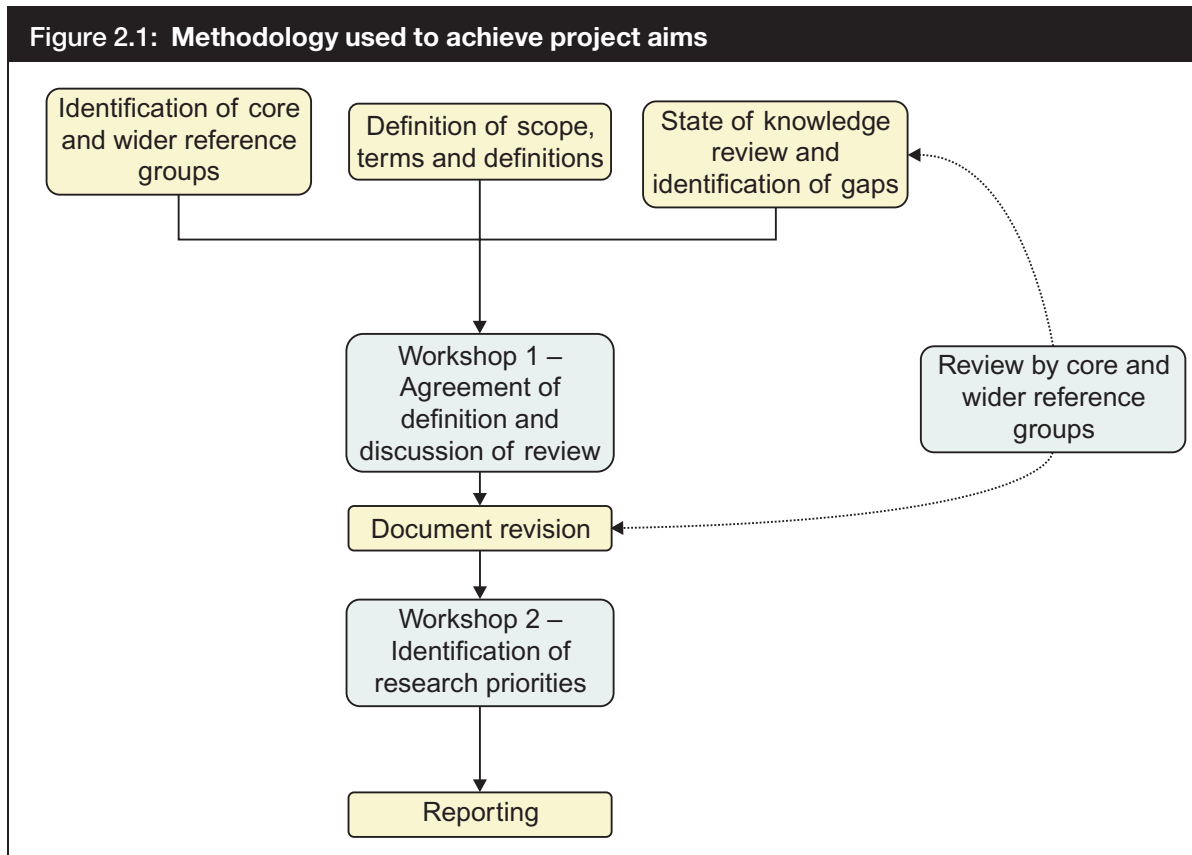 Figure 2.1: Methodology used to achieve project aims
Identification of core
and wider reference
groups
Definition of scope,
terms and definitions
State of knowledge
review and
identification of gaps
Workshop 1 –
Agreement of
definition and
discussion of review
Review by core and
wider reference
groups
Document revision
Workshop 2 –
Identification of
research priorities
Reporting